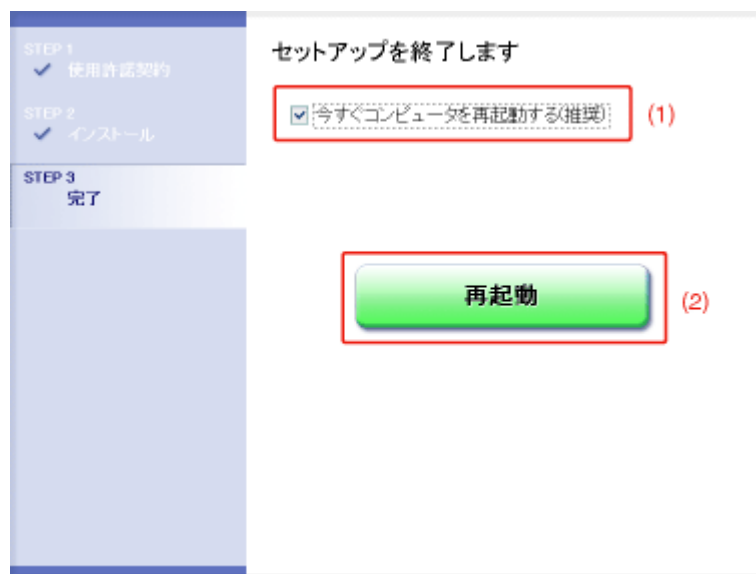 STEP 1
使用許諾契約
STEP 2
インストール
STEP 3
完了
セットアップを終了します
今すぐコンピュータを再起動する(推奨)
(1)
再起動
(2)